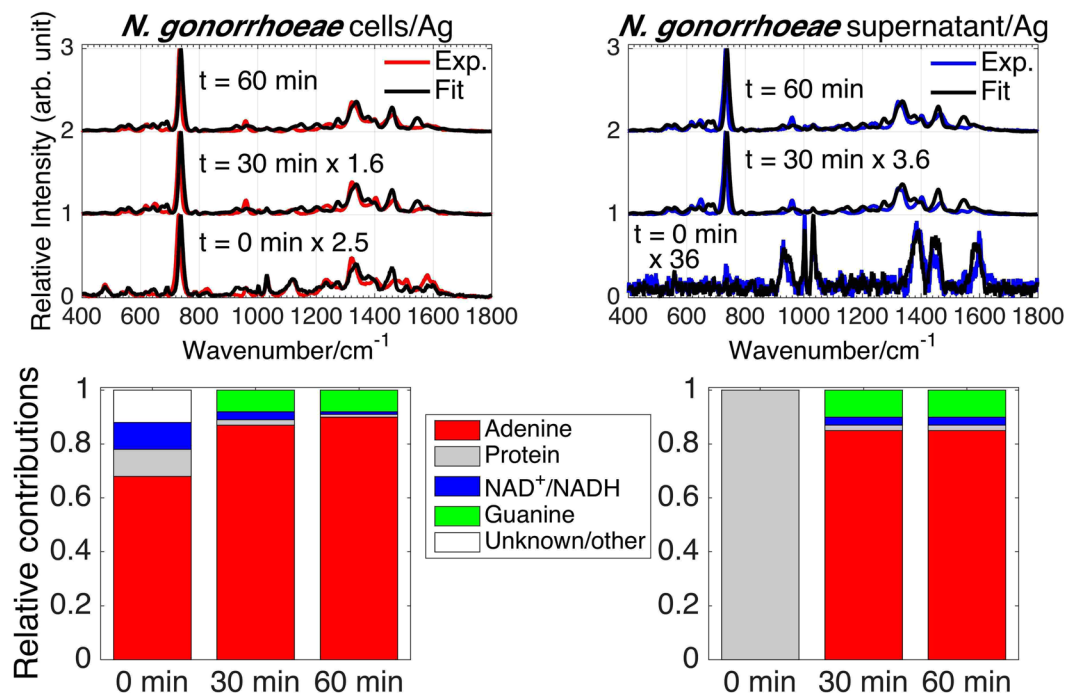 N. gonorrhoeae cells/Ag
Relative Intensity (arb. unit)
3
2
1
0
t = 60 min
Exp.
Fit
t = 30 min x 1.6
t = 0 min x 2.5
400 600 800 1000 1200 1400 1600 1800
Wavenumber/cm⁻¹
N. gonorrhoeae supernatant/Ag
3
2
1
0
t = 60 min
Exp.
Fit
t = 30 min x 3.6
t = 0 min
x 36
400 600 800 1000 1200 1400 1600 1800
Wavenumber/cm⁻¹
Relative contributions
1
0.8
0.6
0.4
0.2
0
0 min 30 min 60 min
Adenine
Protein
NAD⁺/NADH
Guanine
Unknown/other
1
0.8
0.6
0.4
0.2
0
0 min 30 min 60 min